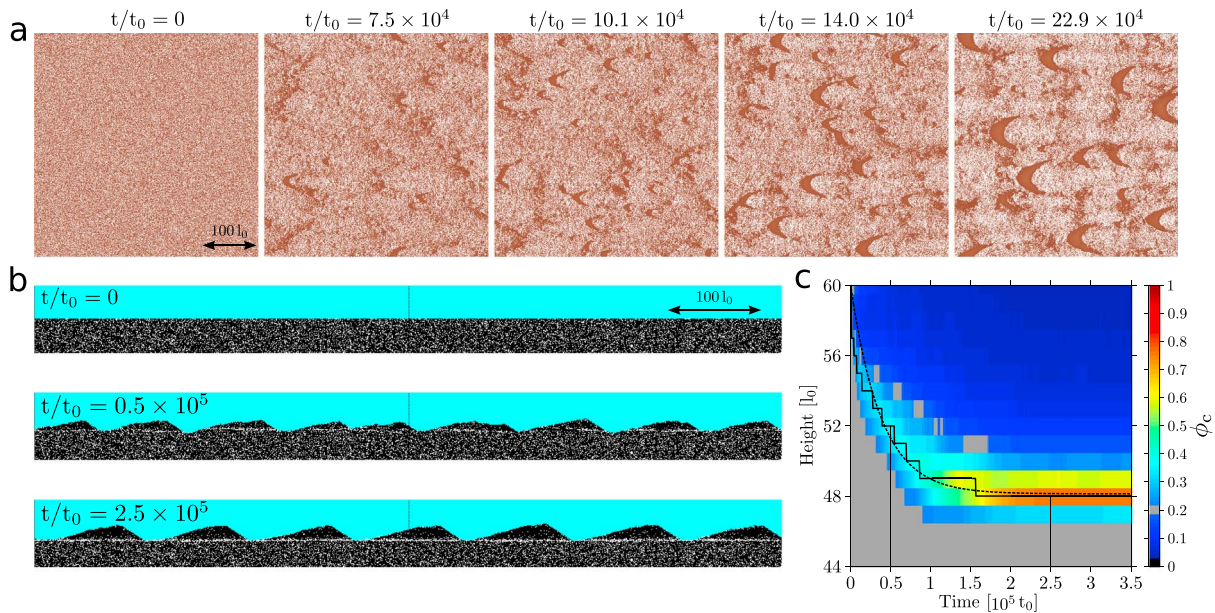 a
t/t₀ = 0
t/t₀ = 7.5 × 10⁴
t/t₀ = 10.1 × 10⁴
t/t₀ = 14.0 × 10⁴
t/t₀ = 22.9 × 10⁴
100 l₀
b
t/t₀ = 0
100 l₀
t/t₀ = 0.5 × 10⁵
t/t₀ = 2.5 × 10⁵
c
60
56
52
48
44
Height [l₀]
0
0.5
1
1.5
2
2.5
3
3.5
Time [10⁵ t₀]
1
0.9
0.8
0.7
0.6
0.5
0.4
0.3
0.2
0.1
0
ϕc